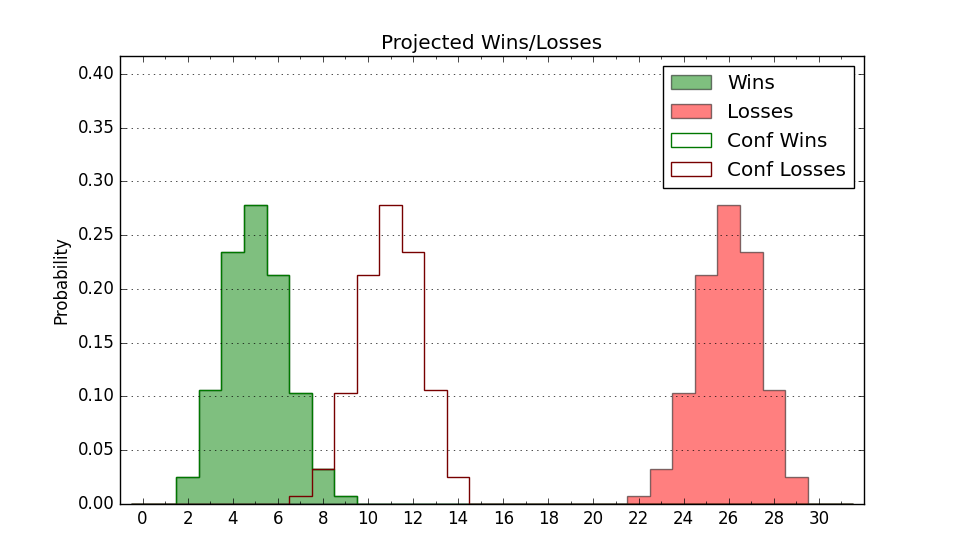 Projected Wins/Losses
0.40
0.35
0.30
0.25
0.20
0.15
0.10
0.05
0.00
Probability
Wins
Losses
Conf Wins
Conf Losses
0 2 4 6 8 10 12 14 16 18 20 22 24 26 28 30